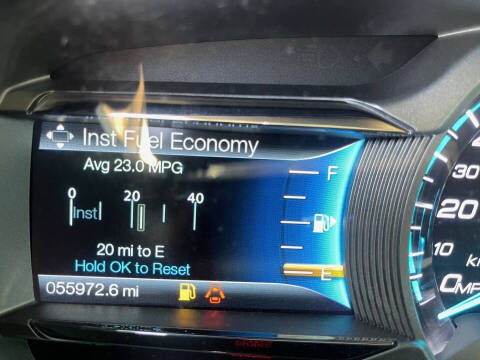 Inst Fuel Economy
Avg 23.0 MPG
F
0 20 40
Inst
20 mi to E
Hold OK to Reset
E
055972.6 mi
20
10
0MP